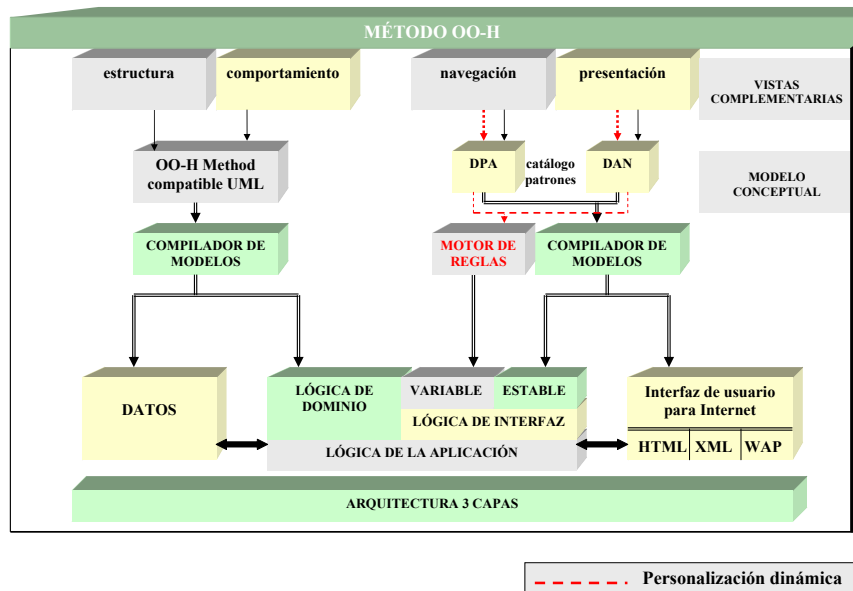 MÉTODO OO-H
estructura
comportamiento
navegación
presentación
VISTAS
COMPLEMENTARIAS
OO-H Method
compatible UML
DPA
catálogo
patrones
DAN
MODELO
CONCEPTUAL
COMPILADOR DE
MODELOS
MOTOR DE
REGLAS
COMPILADOR DE
MODELOS
DATOS
LÓGICA DE
DOMINIO
VARIABLE
ESTABLE
LÓGICA DE INTERFAZ
LÓGICA DE LA APLICACIÓN
Interfaz de usuario
para Internet
HTML
XML
WAP
ARQUITECTURA 3 CAPAS
Personalización dinámica